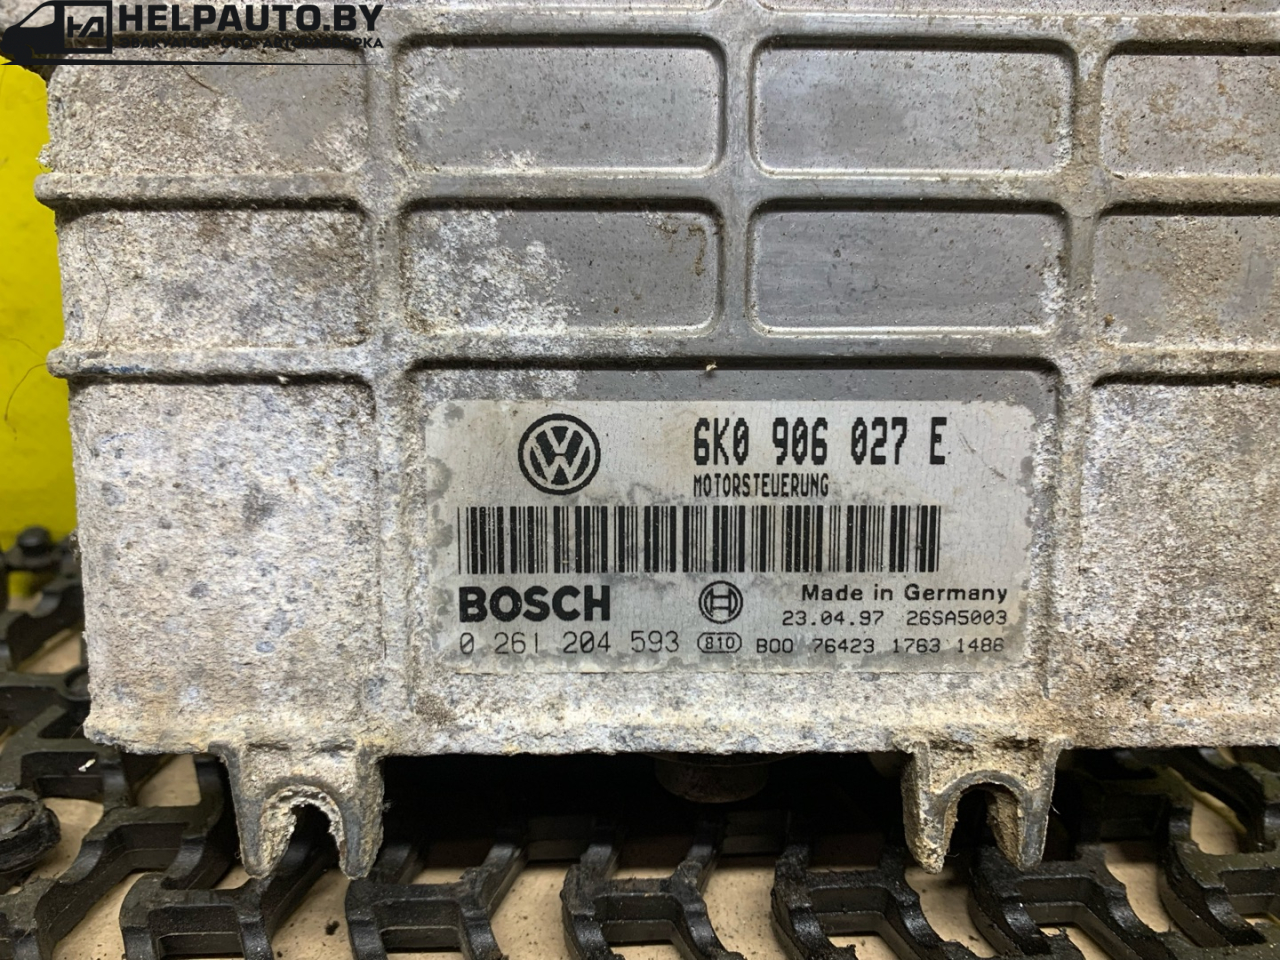 HELPAUTO.BY
6K0 906 027 E
MOTORSTEUERUNG
BOSCH
Made in Germany
23.04.97 26SA5003
0 261 204 593 810 B00 76423 1763 1486